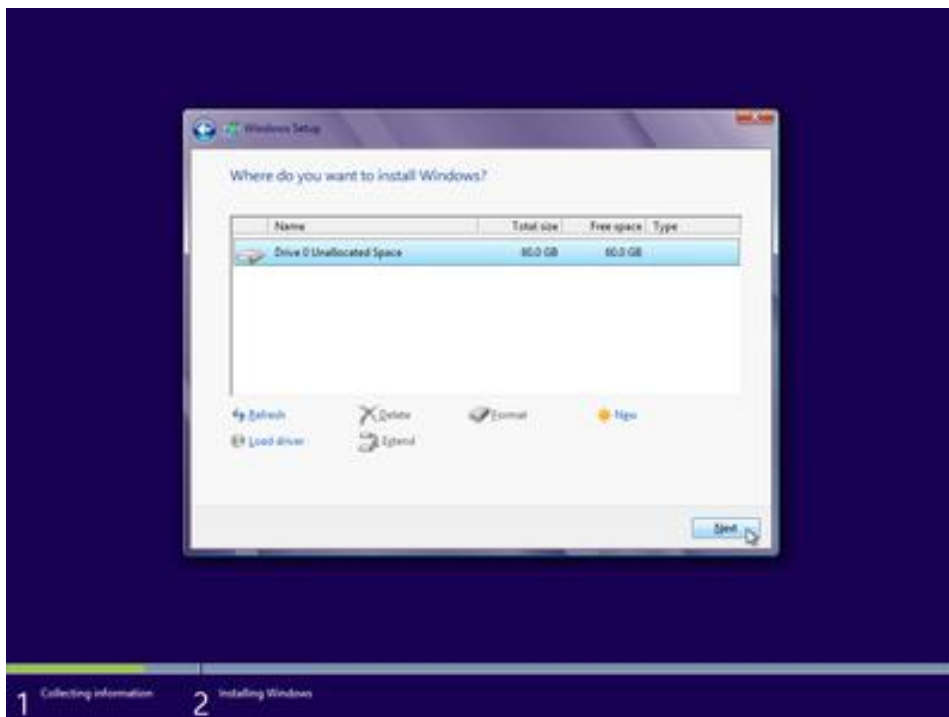 Windows Setup
Where do you want to install Windows?
Name Total size Free space Type
Drive 0 Unallocated Space 60.0 GB 60.0 GB
Refresh Delete Format New
Load driver Extend
Next
1 Collecting information 2 Installing Windows